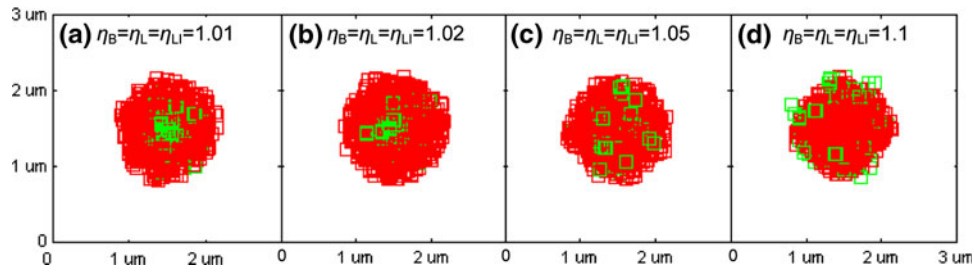 3 um
2 um
1 um
0
(a) ηB=ηL=ηLI=1.01
(b) ηB=ηL=ηLI=1.02
(c) ηB=ηL=ηLI=1.05
(d) ηB=ηL=ηLI=1.1
0 1 um 2 um 0 1 um 2 um 0 1 um 2 um 0 1 um 2 um 3 um